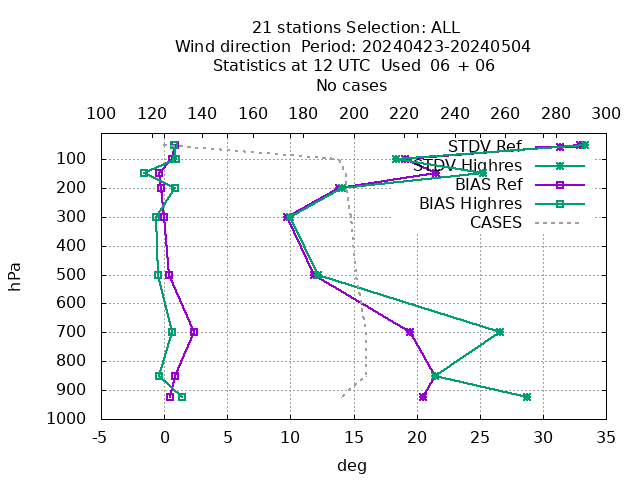 21 stations Selection: ALL
Wind direction  Period: 20240423-20240504
Statistics at 12 UTC  Used  06 + 06
No cases
100 120 140 160 180 200 220 240 260 280 300
STDV Ref
STDV Highres
BIAS Ref
BIAS Highres
CASES
100
200
300
400
500
600
700
800
900
1000
hPa
-5 0 5 10 15 20 25 30 35
deg